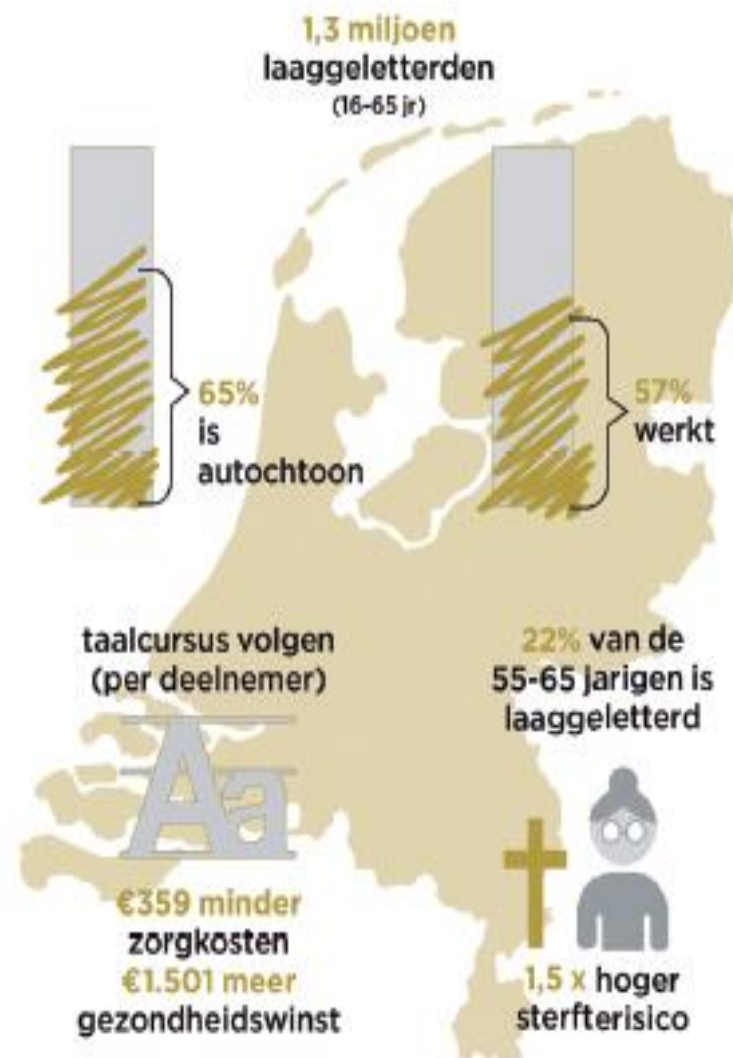 1,3 miljoen
laaggeletterden
(16-65 jr)
65%
is
autochtoon
57%
werkt
taalcursus volgen
(per deelnemer)
Aa
€359 minder
zorgkosten
€1.501 meer
gezondheidswinst
22% van de
55-65 jarigen is
laaggeletterd
1,5 x hoger
sterfterisico